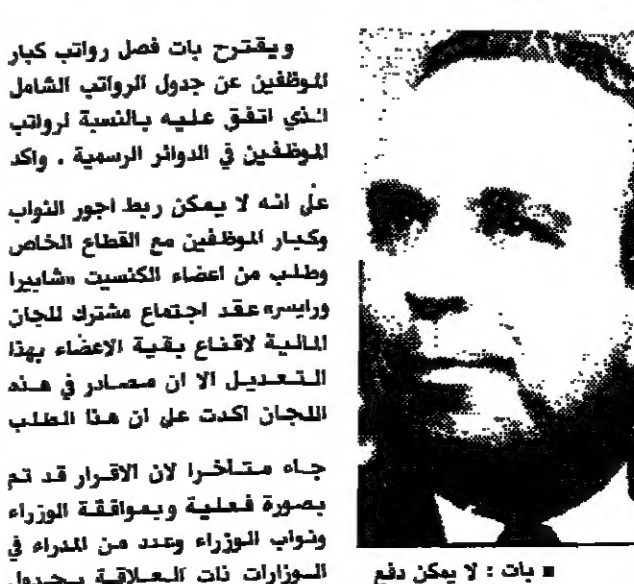 ويقترح بات فصل رواتب كبار
الموظفين عن جدول الرواتب الشامل
الذي اتفق عليه بالنسبة لرواتب
الموظفين في الدوائر الرسمية . واكد
على انه لا يمكن ربط اجور النواب
وكبار الموظفين مع القطاع الخاص
وطلب من اعضاء الكنسيت «شابيرا
ورايسر» عقد اجتماع مشترك للجان
المالية لاقناع بقية الاعضاء بهذا
التعديل الا ان مصادر في هذه
اللجان اكدت على ان هذا الطلب
جاء متأخرا لان الاقرار قد تم
بصورة فعلية وبموافقة الوزراء
ونواب الوزراء وعدد من المدراء في
الوزارات ذات العلاقة بجدول
■ بات : لا يمكن دفع